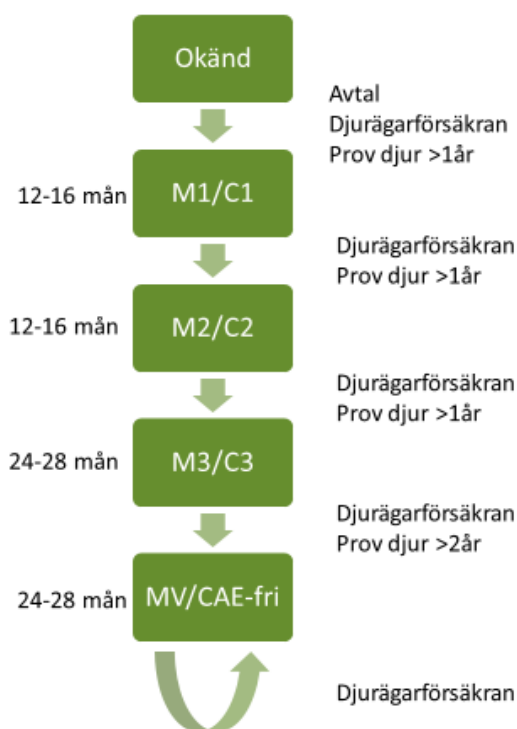 Okänd
Avtal
Djurägarförsäkran
Prov djur >1år
12-16 mån
M1/C1
Djurägarförsäkran
Prov djur >1år
12-16 mån
M2/C2
Djurägarförsäkran
Prov djur >1år
24-28 mån
M3/C3
Djurägarförsäkran
Prov djur >2år
24-28 mån
MV/CAE-fri
Djurägarförsäkran